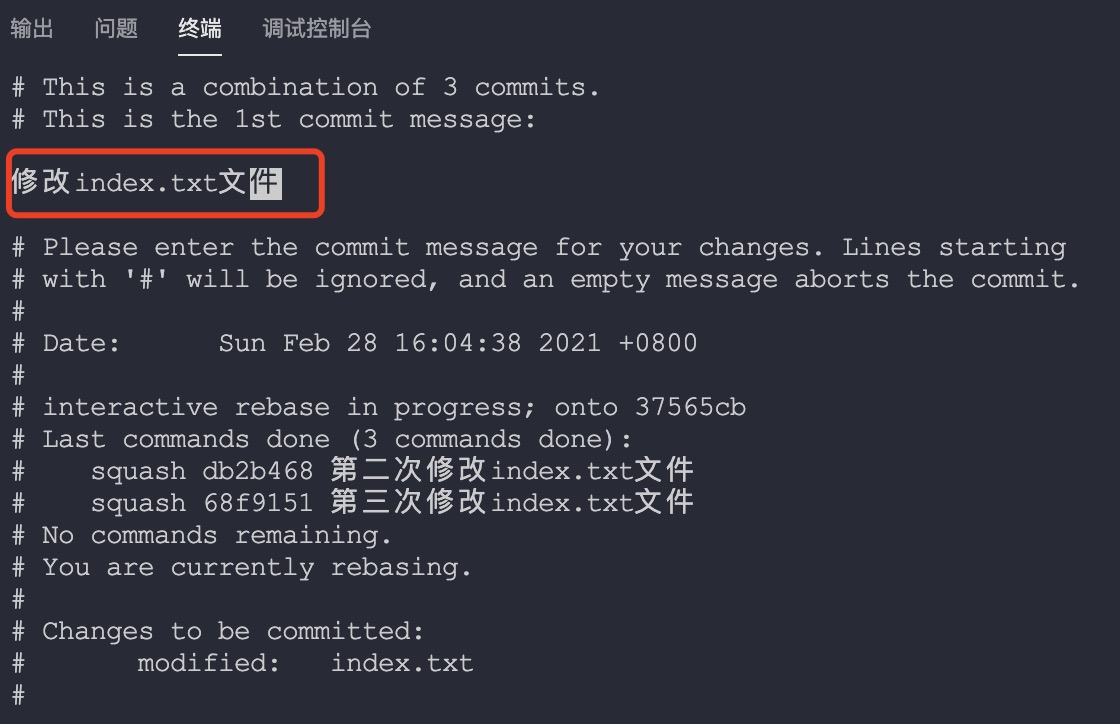 输出 问题 终端 调试控制台
# This is a combination of 3 commits.
# This is the 1st commit message:
修改index.txt文件
# Please enter the commit message for your changes. Lines starting
# with '#' will be ignored, and an empty message aborts the commit.
#
# Date:      Sun Feb 28 16:04:38 2021 +0800
#
# interactive rebase in progress; onto 37565cb
# Last commands done (3 commands done):
#    squash db2b468 第二次修改index.txt文件
#    squash 68f9151 第三次修改index.txt文件
# No commands remaining.
# You are currently rebasing.
#
# Changes to be committed:
#       modified:   index.txt
#